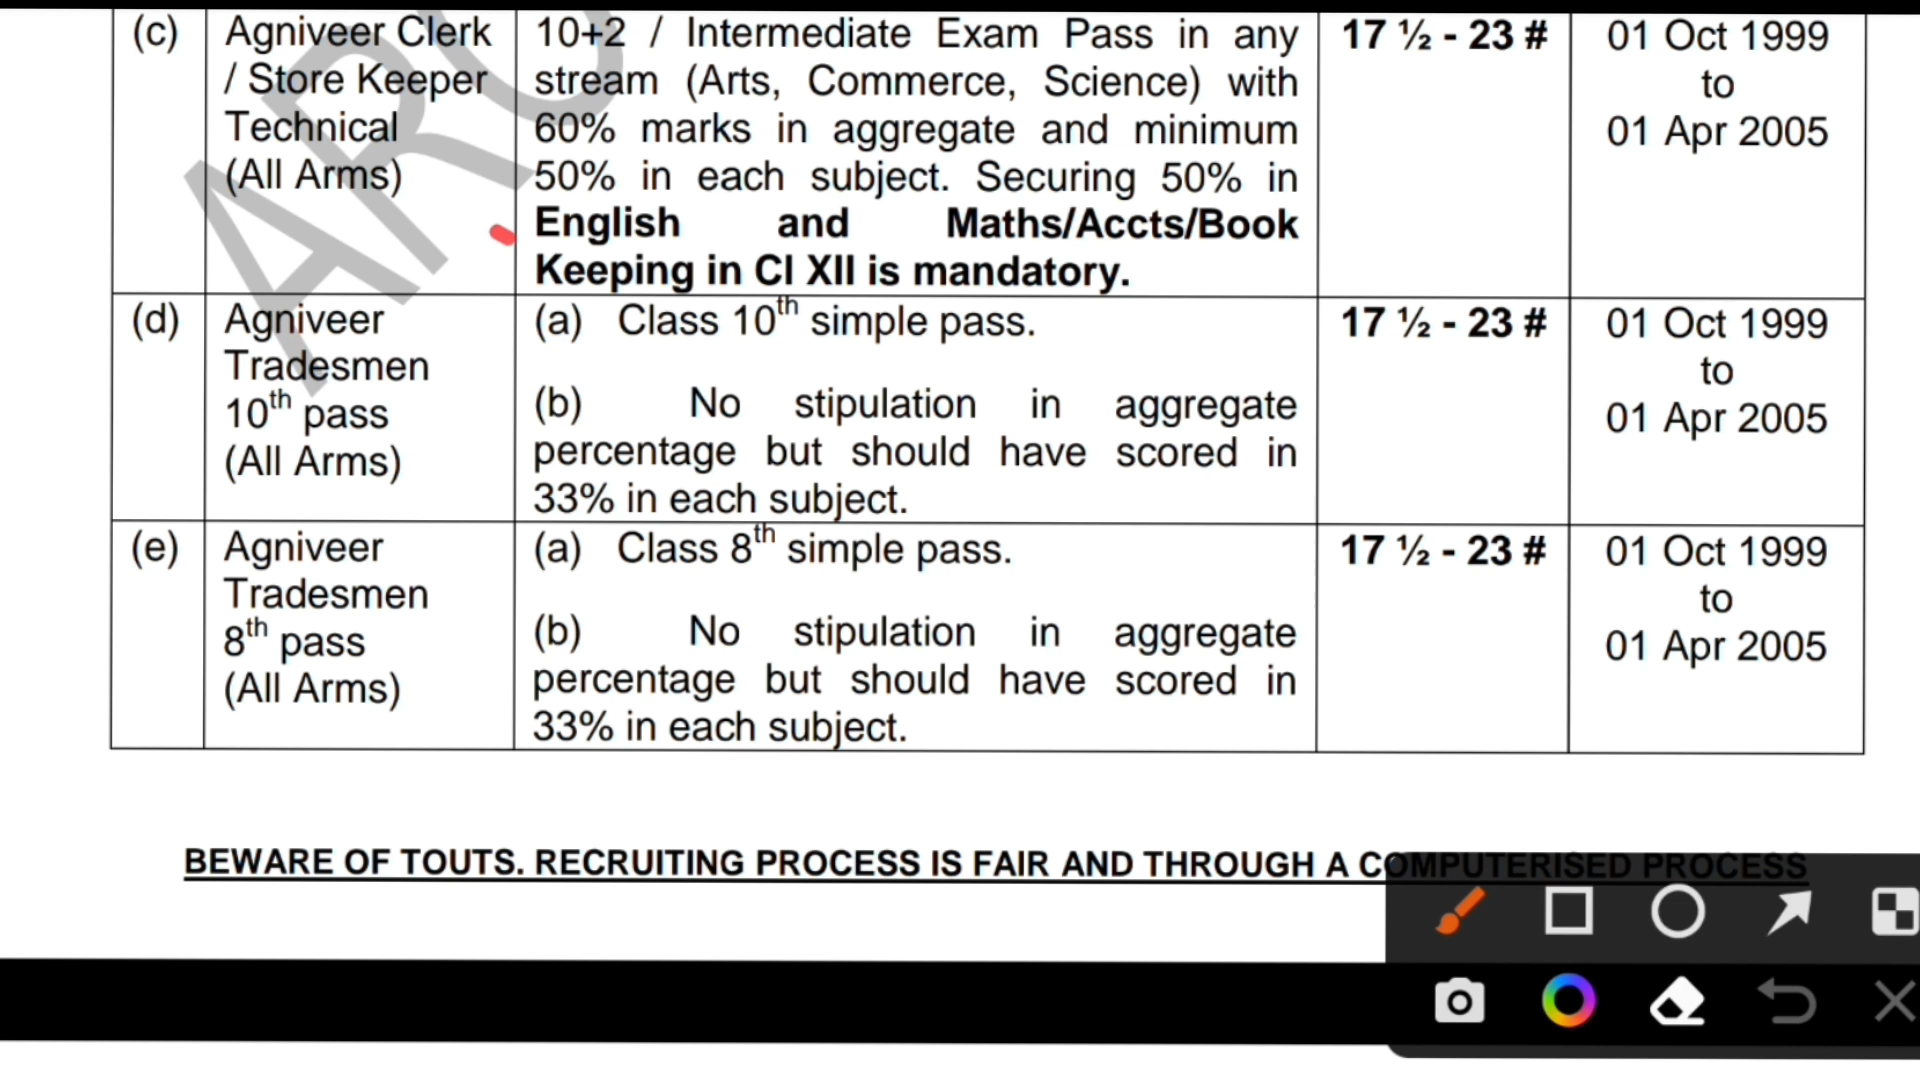 (c) Agniveer Clerk 10+2 / Intermediate Exam Pass in any 17 ½ - 23 # 01 Oct 1999
/ Store Keeper stream (Arts, Commerce, Science) with to
Technical 60% marks in aggregate and minimum 01 Apr 2005
(All Arms) 50% in each subject. Securing 50% in
English and Maths/Accts/Book
Keeping in Cl XII is mandatory.
(d) Agniveer (a) Class 10th simple pass. 17 ½ - 23 # 01 Oct 1999
Tradesmen to
10th pass (b) No stipulation in aggregate 01 Apr 2005
(All Arms) percentage but should have scored in
33% in each subject.
(e) Agniveer (a) Class 8th simple pass. 17 ½ - 23 # 01 Oct 1999
Tradesmen to
8th pass (b) No stipulation in aggregate 01 Apr 2005
(All Arms) percentage but should have scored in
33% in each subject.
BEWARE OF TOUTS. RECRUITING PROCESS IS FAIR AND THROUGH A COMPUTERISED PROCESS